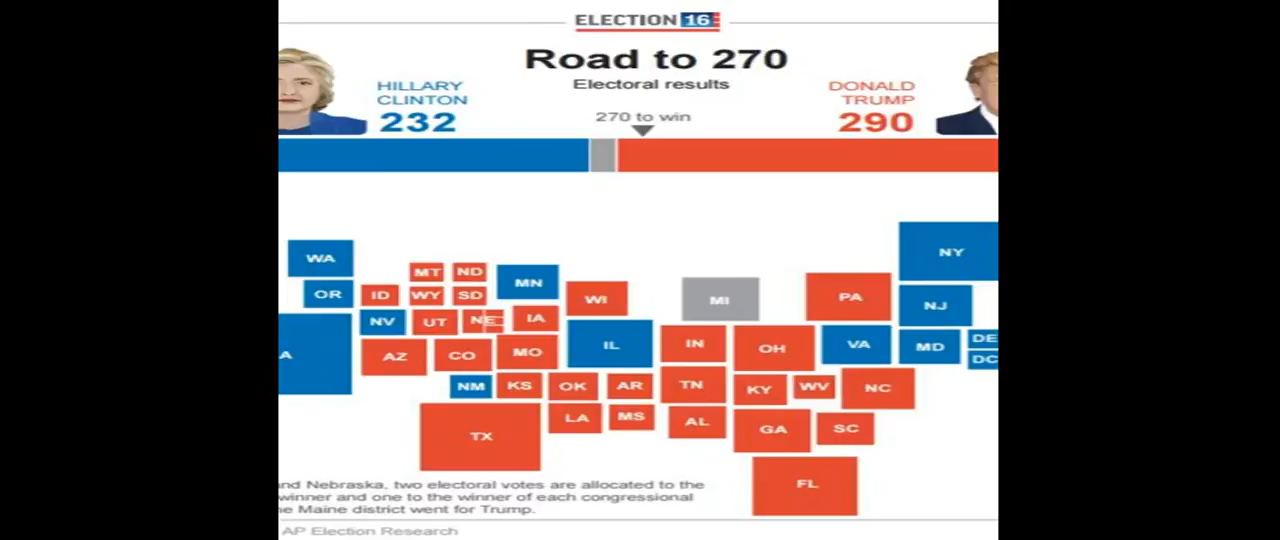 ELECTION 16
Road to 270
Electoral results
HILLARY
CLINTON
232
270 to win
DONALD
TRUMP
290
WA
OR
A
ID
NV
MT
ND
WY
SD
UT
NE
AZ
CO
NM
MN
IA
MO
KS
OK
AR
LA
MS
TX
WI
IL
MI
IN
OH
TN
KY
WV
AL
GA
SC
NC
FL
PA
VA
NY
NJ
MD
DE
DC
nd Nebraska, two electoral votes are allocated to the
winner and one to the winner of each congressional
e Maine district went for Trump.
AP Election Research